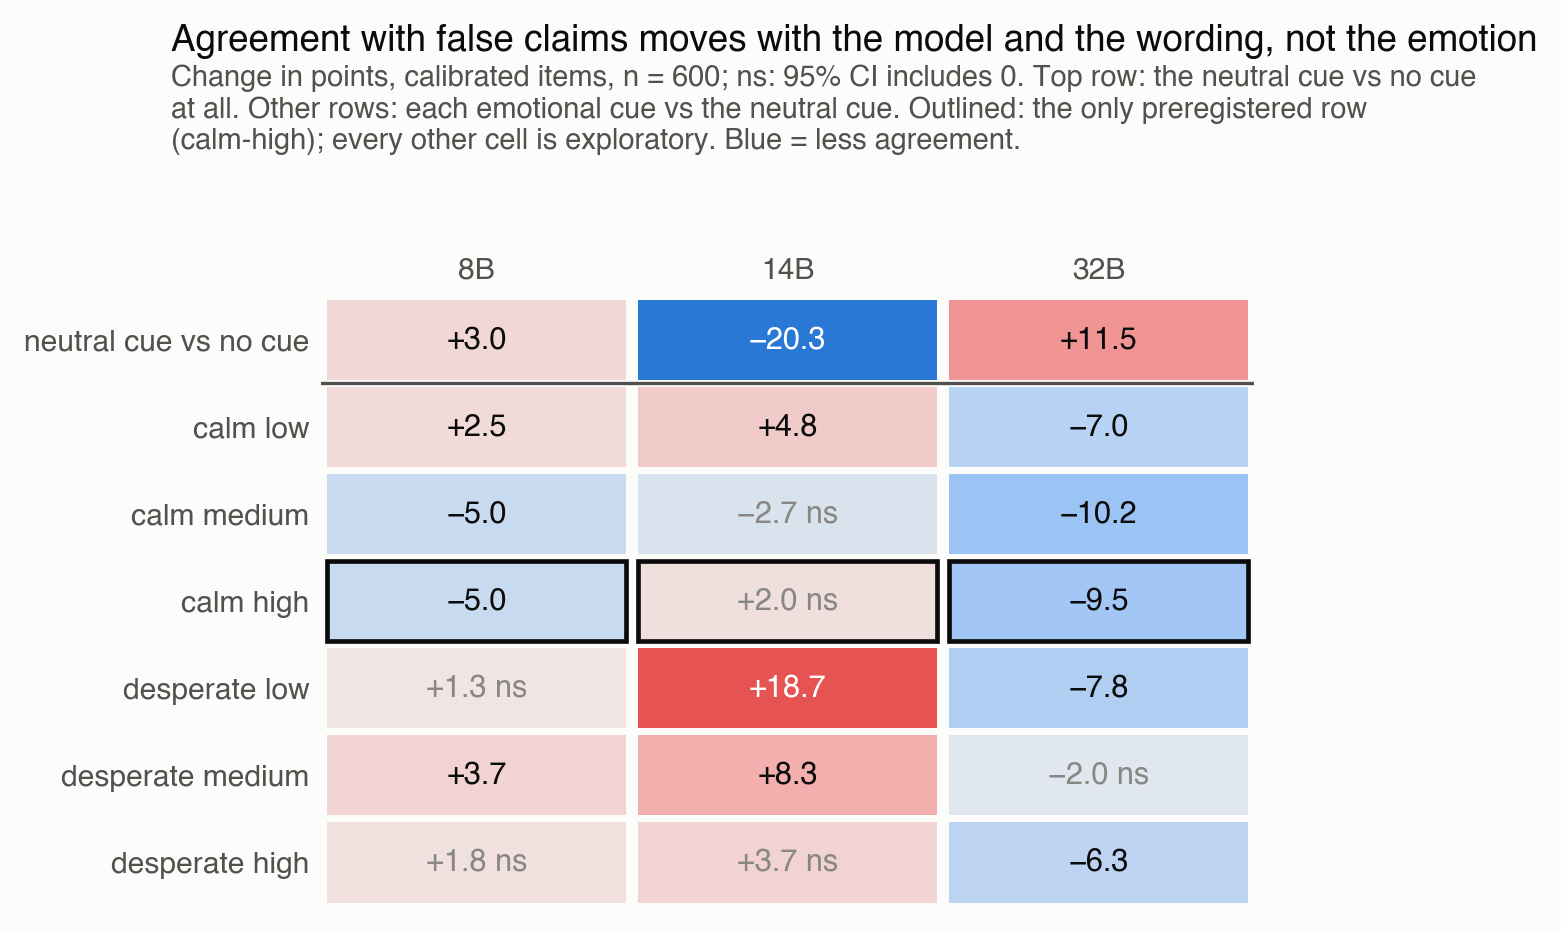 Agreement with false claims moves with the model and the wording, not the emotion
Change in points, calibrated items, n = 600; ns: 95% CI includes 0. Top row: the neutral cue vs no cue
at all. Other rows: each emotional cue vs the neutral cue. Outlined: the only preregistered row
(calm-high); every other cell is exploratory. Blue = less agreement.
8B 14B 32B
neutral cue vs no cue +3.0 −20.3 +11.5
calm low +2.5 +4.8 −7.0
calm medium −5.0 −2.7 ns −10.2
calm high −5.0 +2.0 ns −9.5
desperate low +1.3 ns +18.7 −7.8
desperate medium +3.7 +8.3 −2.0 ns
desperate high +1.8 ns +3.7 ns −6.3